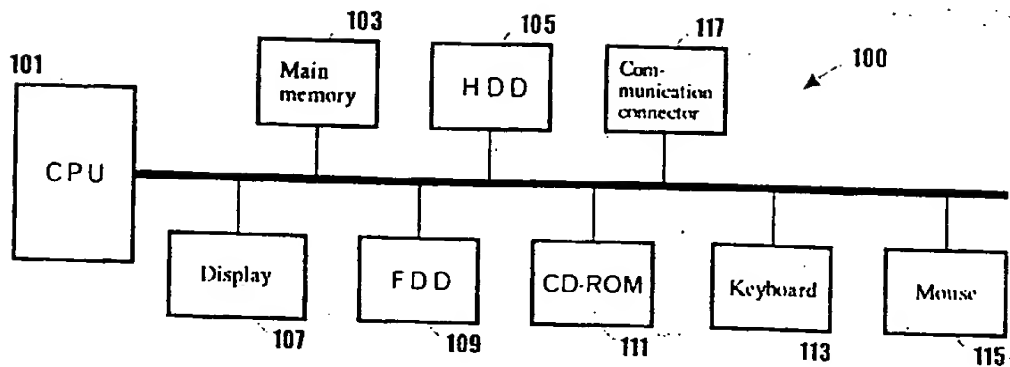 103
105
117
101
100
Main
memory
HDD
Com-
munication
connector
CPU
Display
FDD
CD-ROM
Keyboard
Mouse
107
109
111
113
115